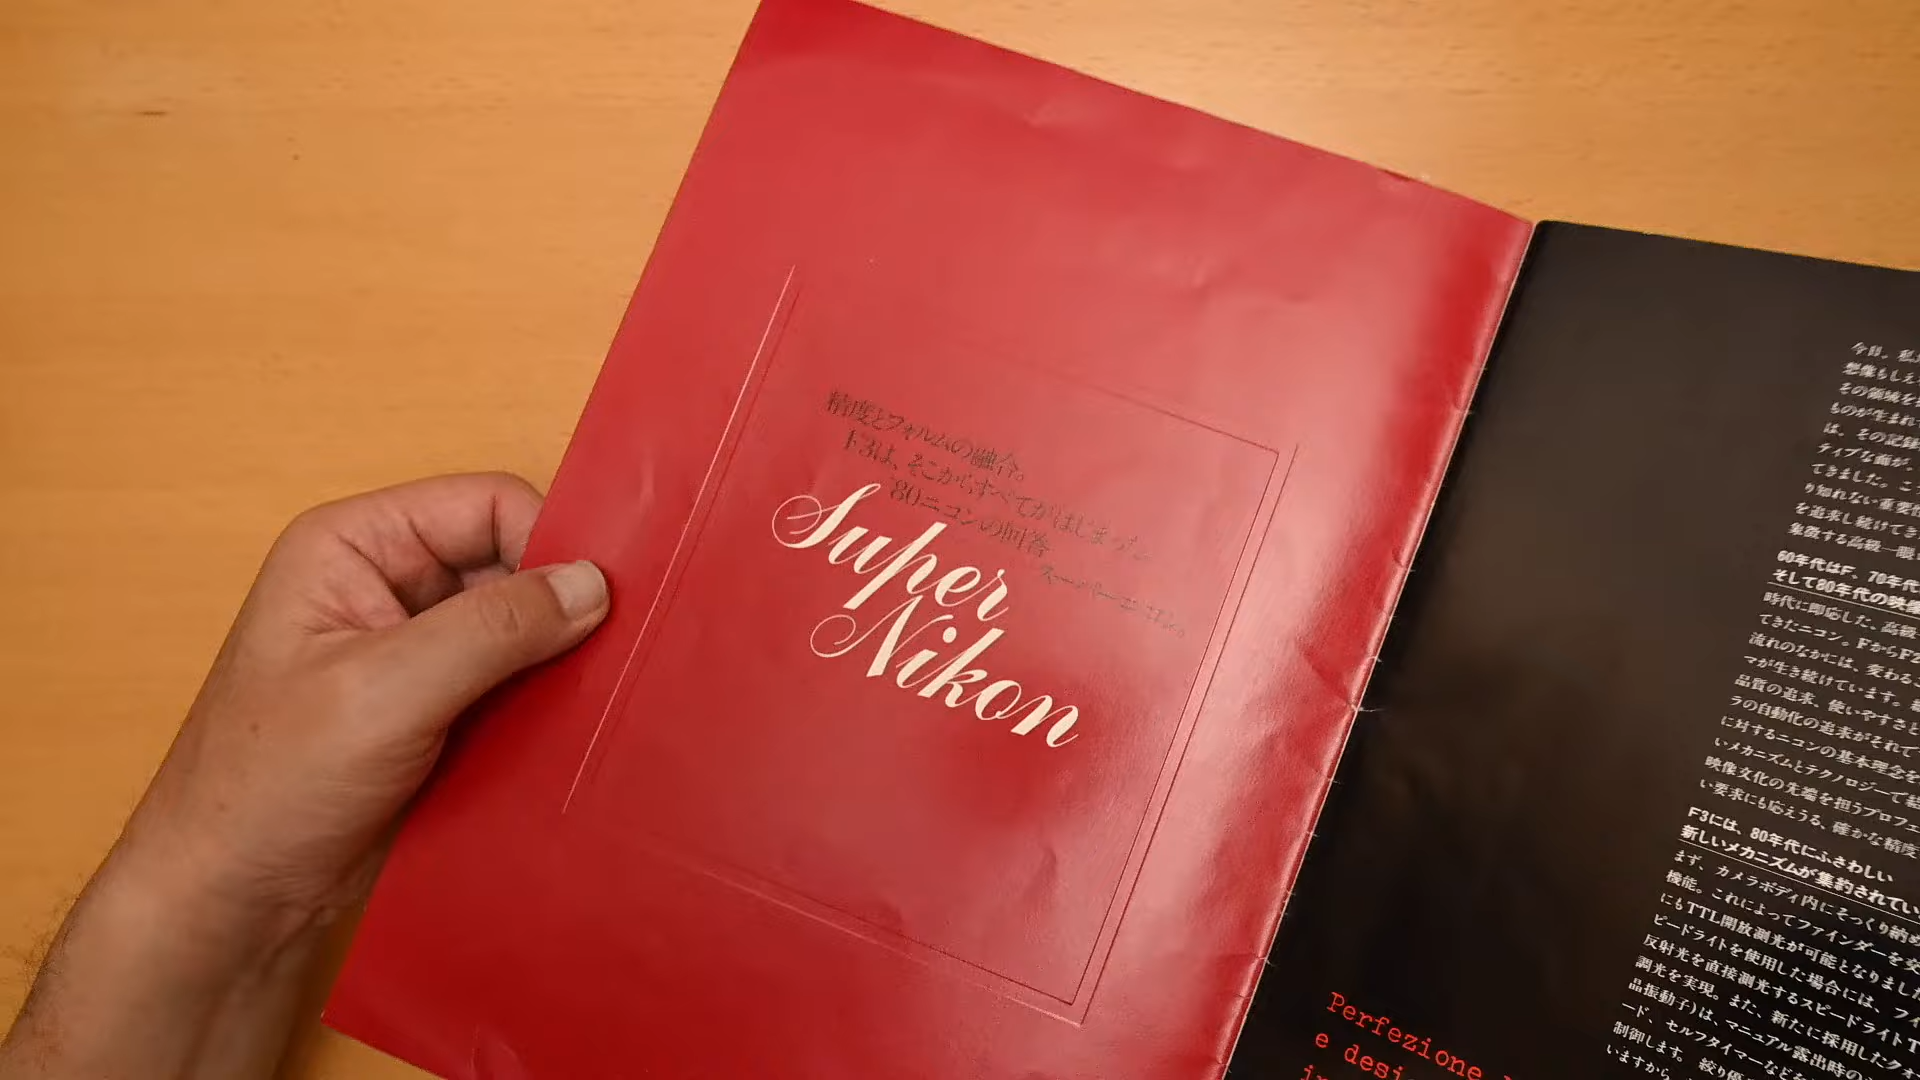 精度とフォルムの融合。
F3は、そこからすべてがはじまった。
'80ニコンの回答 スーパーニコン。
Super
Nikon
今日、私
想像もしえ
その領域を
ものが生まれ
は、その記録
ティブな面が、
てきました。こ
り知れない重要性
を追求し続けてき
象徴する高級一眼
60年代はF、70年代
そして80年代の映像
時代に即応した、高級
てきたニコン。FからF2
流れのなかには、変わる
マが生き続けています。
品質の追求、使いやすさと
ラの自動化の追求がそれで
に対するニコンの基本理念を
いメカニズムとテクノロジーで結
映像文化の先端を担うプロフェ
い要求にも応えうる、確かな精度
F3には、80年代にふさわしい
新しいメカニズムが集約されてい
まず、カメラボディ内にそっくり納
機能。これによってファインダーを交
にもTTL開放測光が可能となりました
ピードライトを使用した場合には、フィ
反射光を直接測光するスピードライトT
調光を実現。また、新たに採用したクォ
品振動子)は、マニュアル露出時の
ード、セルフタイマーなどを
制御します。絞り優
いますから
Perfezione
e desi